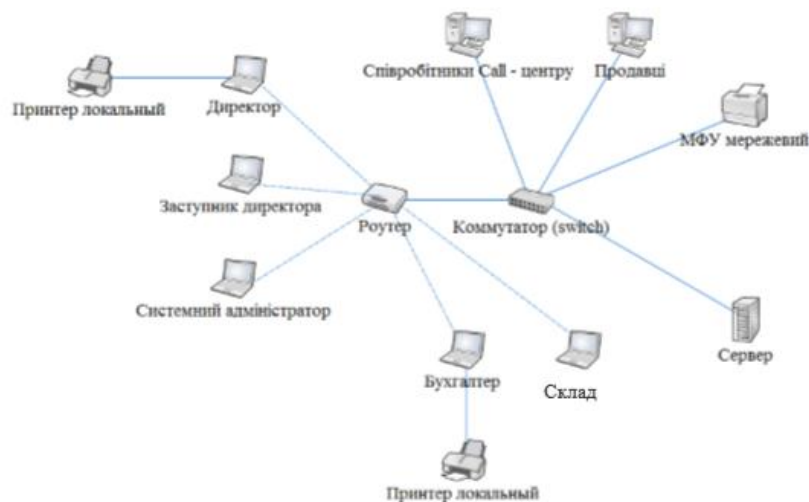 Співробітники Call - центру
Продавці
Принтер локальный
Директор
МФУ мережевий
Заступник директора
Роутер
Коммутатор (switch)
Системний адміністратор
Сервер
Бухгалтер
Склад
Принтер локальный